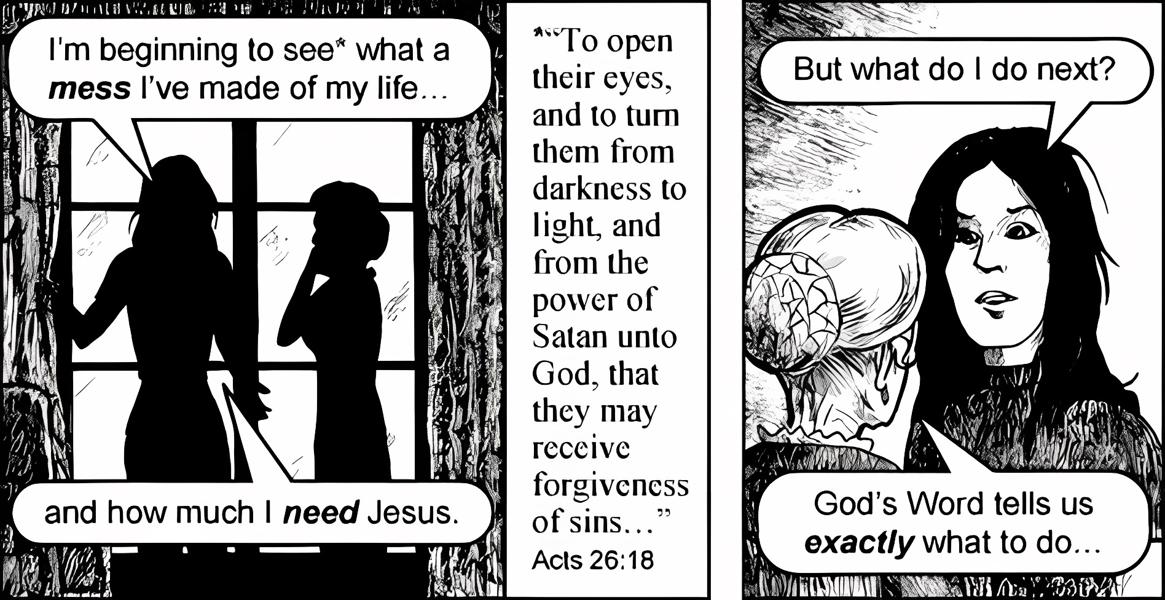 I'm beginning to see* what a
mess I've made of my life...
and how much I need Jesus.
*“To open
their eyes,
and to turn
them from
darkness to
light, and
from the
power of
Satan unto
God, that
they may
receive
forgiveness
of sins...”
Acts 26:18
But what do I do next?
God's Word tells us
exactly what to do...